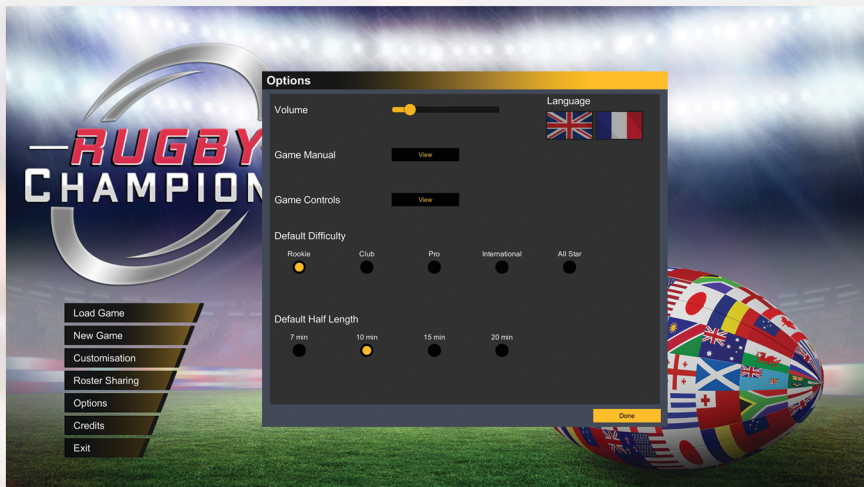 RUGBY
CHAMPION
Load Game
New Game
Customisation
Roster Sharing
Options
Credits
Exit
Options
Volume
Language
Game Manual
View
Game Controls
View
Default Difficulty
Rookie Club Pro International All Star
Default Half Length
7 min 10 min 15 min 20 min
Done